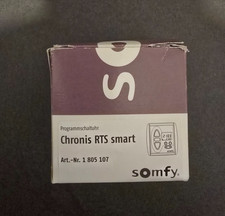 so
Programmschaltuhr
Chronis RTS smart
Art.-Nr. 1 805 107
somfy.